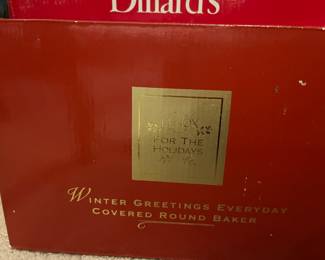 Dillard's
FOR THE
HOLIDAYS
WINTER GREETINGS EVERYDAY
COVERED ROUND BAKER